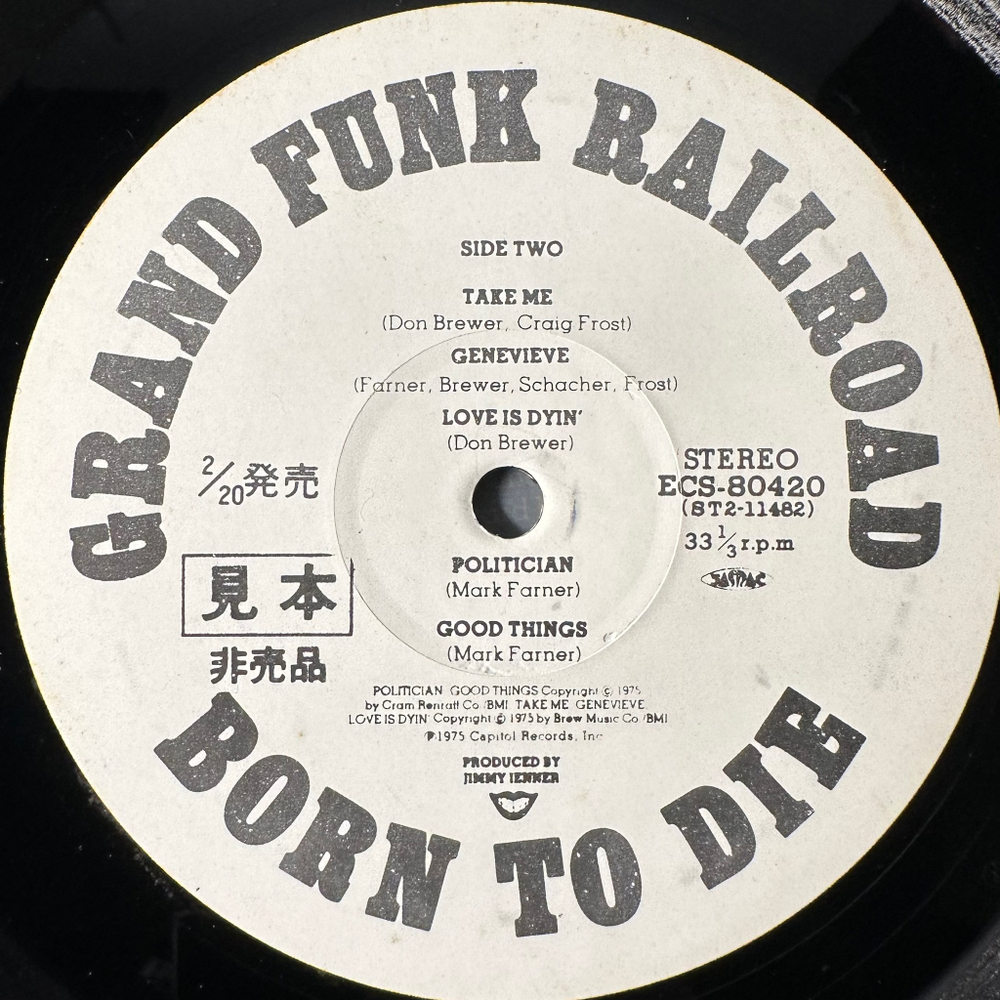 GRAND FUNK RAILROAD
SIDE TWO
TAKE ME
(Don Brewer, Craig Frost)
GENEVIEVE
(Farner, Brewer, Schacher, Frost)
LOVE IS DYIN'
(Don Brewer)
2/20発売
見本
非売品
STEREO
ECS-80420
(ST2-11482)
33 1/3 r.p.m
JASRAC
POLITICIAN
(Mark Farner)
GOOD THINGS
(Mark Farner)
POLITICIAN GOOD THINGS Copyright © 1975
by Cram Renraff Co (BMI) TAKE ME GENEVIEVE
LOVE IS DYIN' Copyright © 1975 by Brew Music Co (BMI)
℗1975 Capitol Records, Inc
PRODUCED BY
JIMMY IENNER
BORN TO DIE